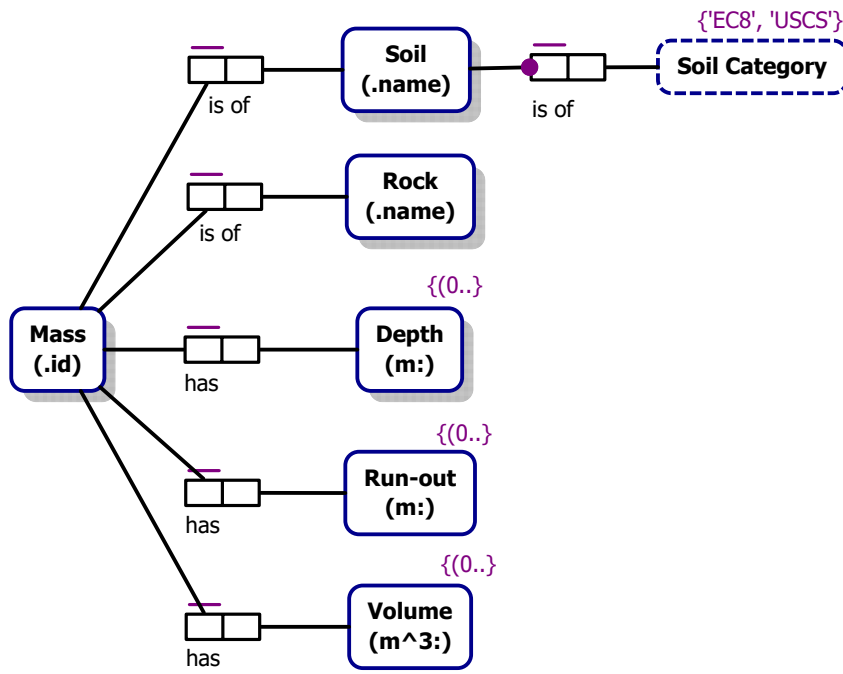 {'EC8', 'USCS'}
Soil
(.name)
Soil Category
is of
is of
Rock
(.name)
is of
{(0..}
Mass
(.id)
Depth
(m:)
has
{(0..}
Run-out
(m:)
has
{(0..}
Volume
(m^3:)
has